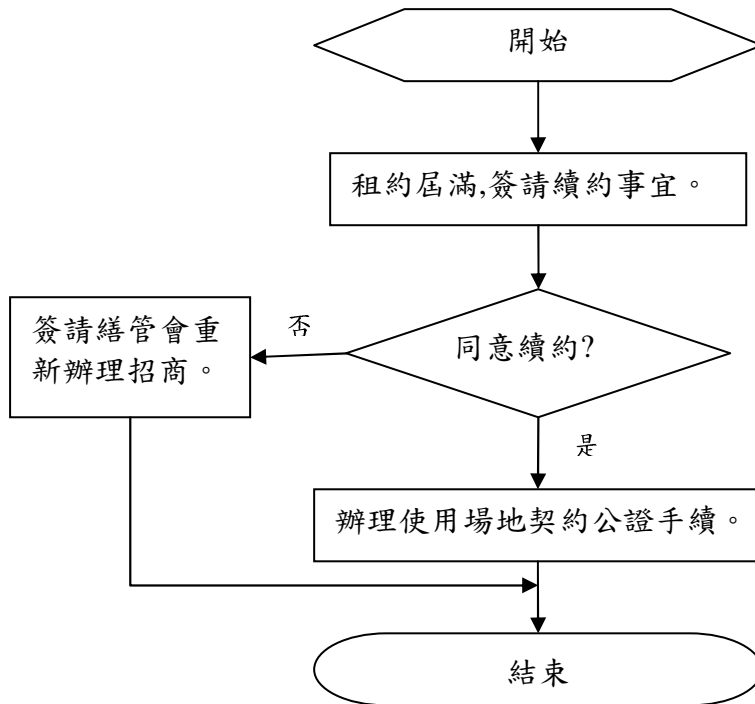 開始
租約屆滿,簽請續約事宜。
同意續約?
否
簽請繕管會重
新辦理招商。
是
辦理使用場地契約公證手續。
結束